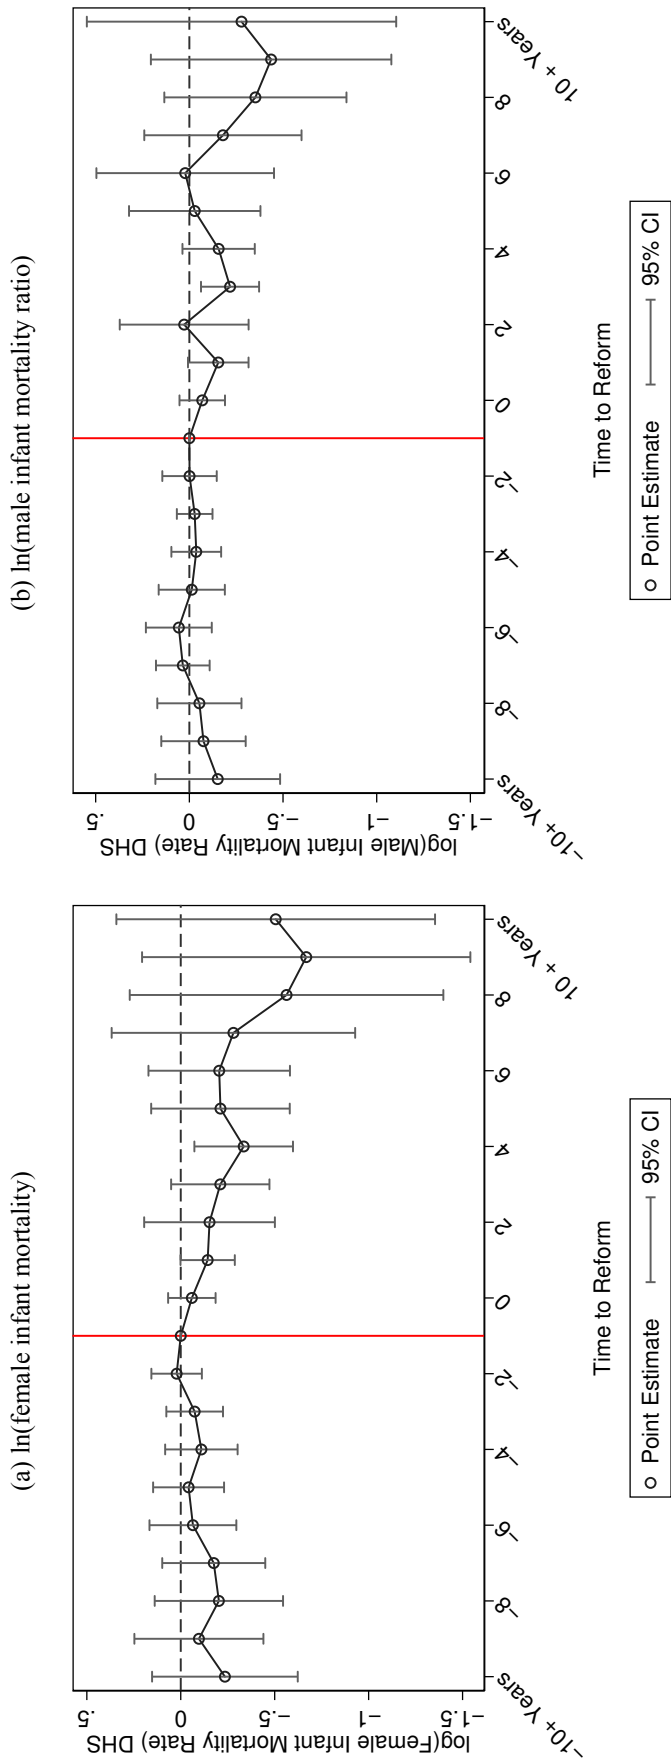 (a) ln(female infant mortality)
log(Female Infant Mortality Rate) DHS
.5
0
−.5
−1
−1.5
−10+ Years
−8
−6
−4
−2
0
2
4
6
8
10 + Years
Time to Reform
Point Estimate
95% CI
(b) ln(male infant mortality ratio)
log(Male Infant Mortality Rate) DHS
.5
0
−.5
−1
−1.5
−10+ Years
−8
−6
−4
−2
0
2
4
6
8
10 + Years
Time to Reform
Point Estimate
95% CI